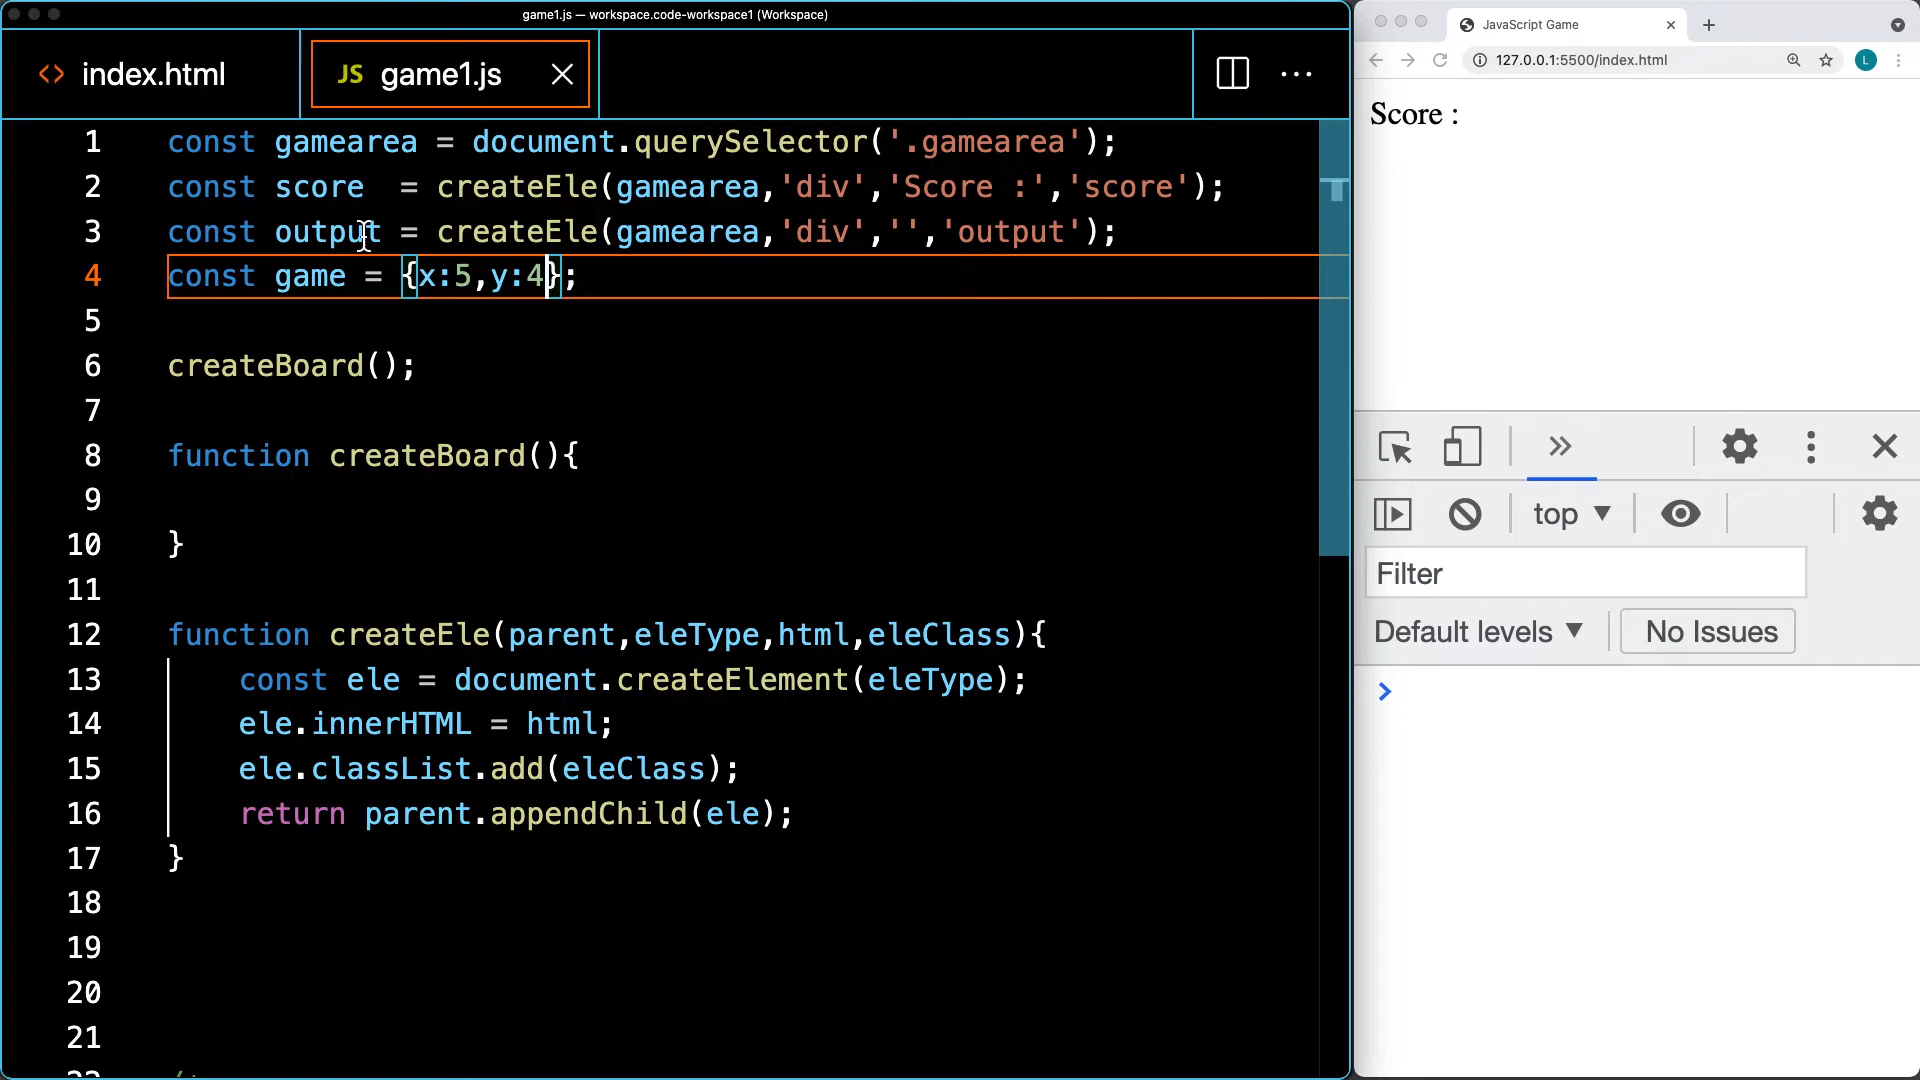 game1.js — workspace.code-workspace1 (Workspace)
<> index.html
JS game1.js
1 const gamearea = document.querySelector('.gamearea');
2 const score  = createEle(gamearea,'div','Score :','score');
3 const output = createEle(gamearea,'div','','output');
4 const game = {x:5,y:4};
5
6 createBoard();
7
8 function createBoard(){
9
10 }
11
12 function createEle(parent,eleType,html,eleClass){
13     const ele = document.createElement(eleType);
14     ele.innerHTML = html;
15     ele.classList.add(eleClass);
16     return parent.appendChild(ele);
17 }
18
19
20
21
JavaScript Game
127.0.0.1:5500/index.html
L
Score :
top
Filter
Default levels
No Issues